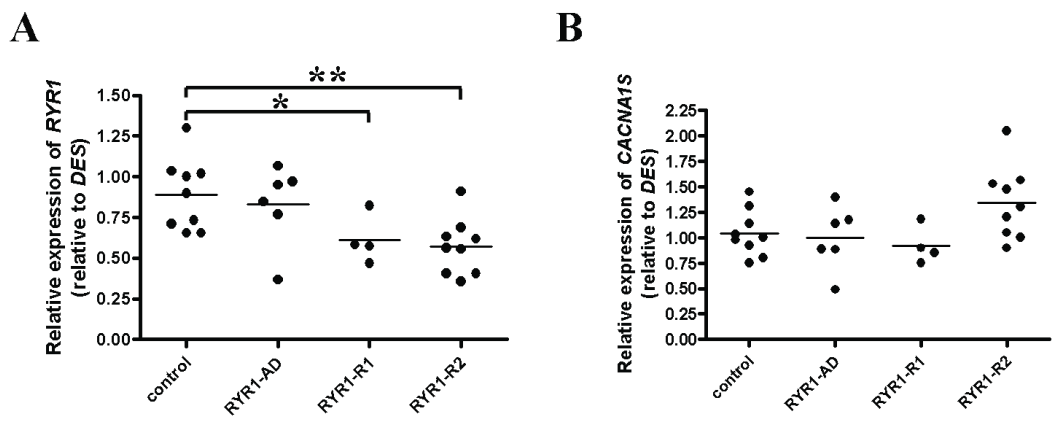 A
Relative expression of RYR1
(relative to DES)
**
*
1.50
1.25
1.00
0.75
0.50
0.25
0.00
control
RYR1-AD
RYR1-R1
RYR1-R2
B
Relative expression of CACNA1S
(relative to DES)
2.25
2.00
1.75
1.50
1.25
1.00
0.75
0.50
0.25
0.00
control
RYR1-AD
RYR1-R1
RYR1-R2